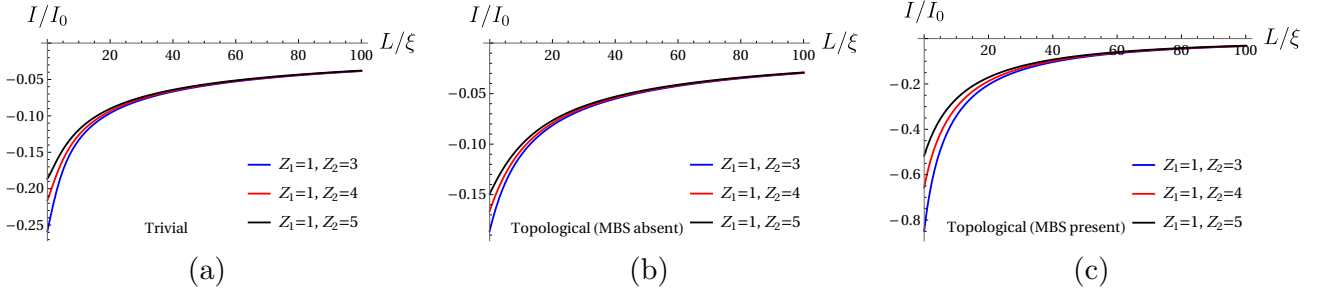 I/I₀
L/ξ
20 40 60 80 100
−0.05
−0.10
−0.15
−0.20
−0.25
Z₁=1, Z₂=3
Z₁=1, Z₂=4
Z₁=1, Z₂=5
Trivial
(a)
I/I₀
L/ξ
20 40 60 80 100
−0.05
−0.10
−0.15
Z₁=1, Z₂=3
Z₁=1, Z₂=4
Z₁=1, Z₂=5
Topological (MBS absent)
(b)
I/I₀
L/ξ
20 40 60 80 100
−0.2
−0.4
−0.6
−0.8
Z₁=1, Z₂=3
Z₁=1, Z₂=4
Z₁=1, Z₂=5
Topological (MBS present)
(c)